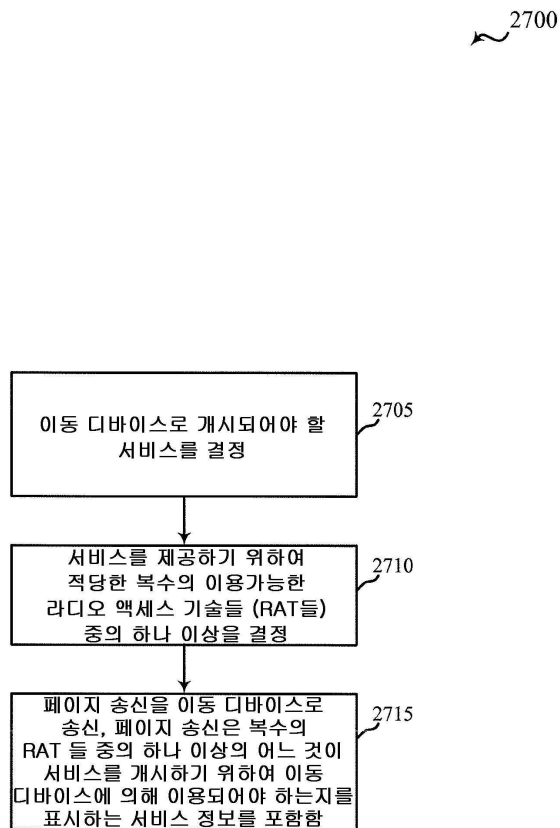 2700
이동 디바이스로 개시되어야 할
서비스를 결정
2705
서비스를 제공하기 위하여
적당한 복수의 이용가능한
라디오 액세스 기술들 (RAT들)
중의 하나 이상을 결정
2710
페이지 송신을 이동 디바이스로
송신, 페이지 송신은 복수의
RAT 들 중의 하나 이상의 어느 것이
서비스를 개시하기 위하여 이동
디바이스에 의해 이용되어야 하는지를
표시하는 서비스 정보를 포함함
2715